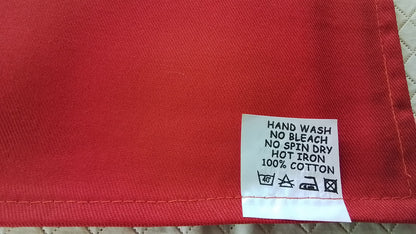 HAND WASH
NO BLEACH
NO SPIN DRY
HOT IRON
100% COTTON